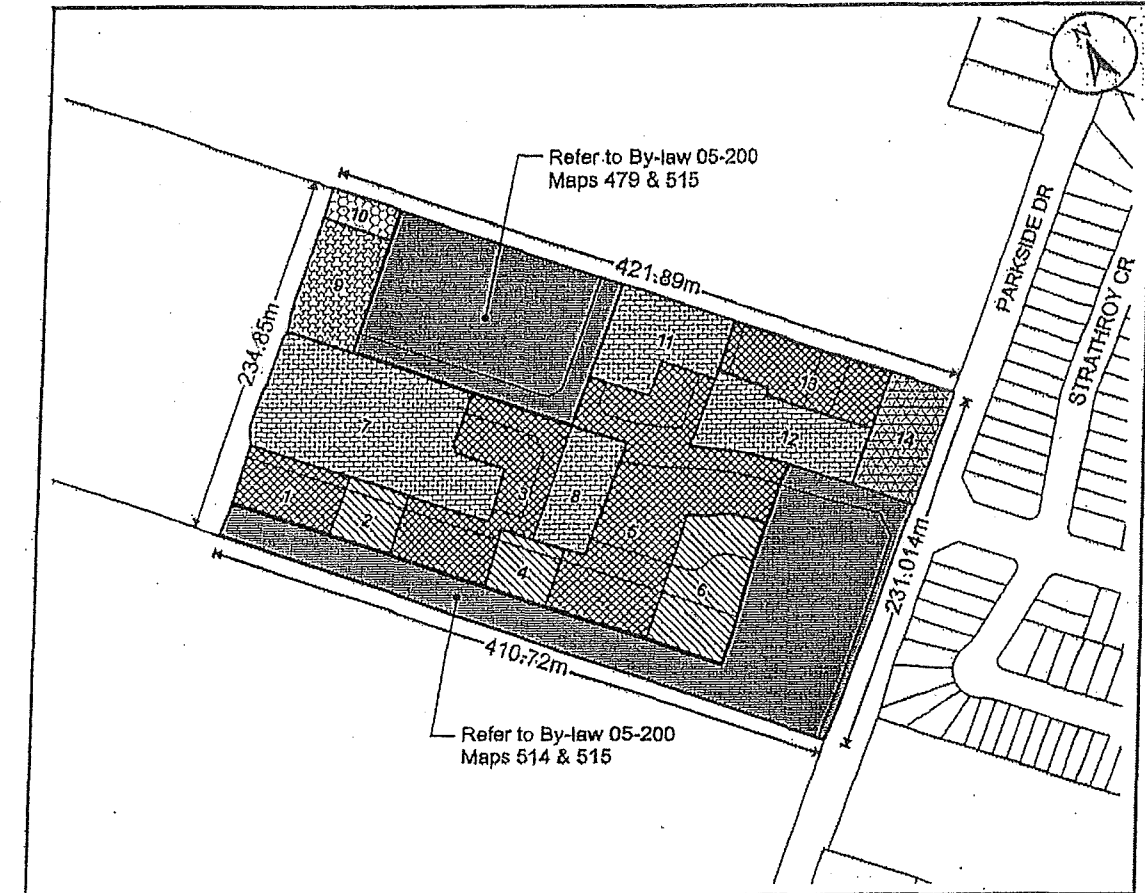 N
Refer to By-law 05-200
Maps 479 & 515
10
421.89m
PARKSIDE DR
STRATHROY CR
9
234.85m
11
13
7
12
14
1
2
3
8
5
4
6
231.014m
410.72m
Refer to By-law 05-200
Maps 514 & 515